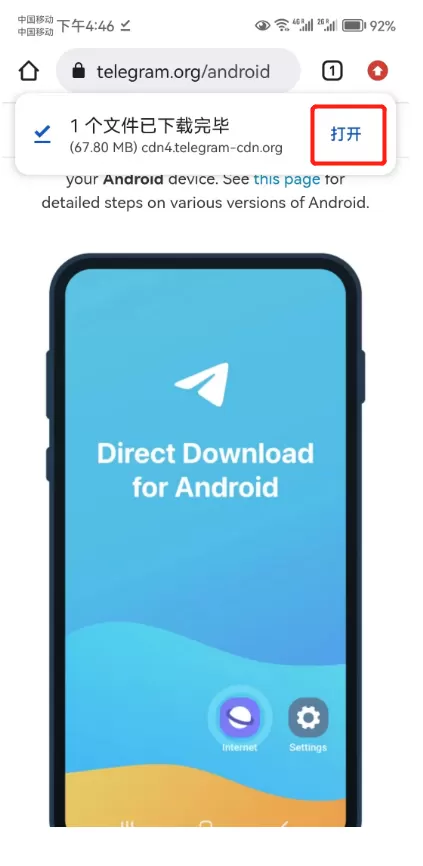 中国移动
中国移动 下午4:46 4G 2G 92%
telegram.org/android 1
1 个文件已下载完毕
(67.80 MB) cdn4.telegram-cdn.org
打开
your Android device. See this page for
detailed steps on various versions of Android.
Direct Download
for Android
Internet Settings